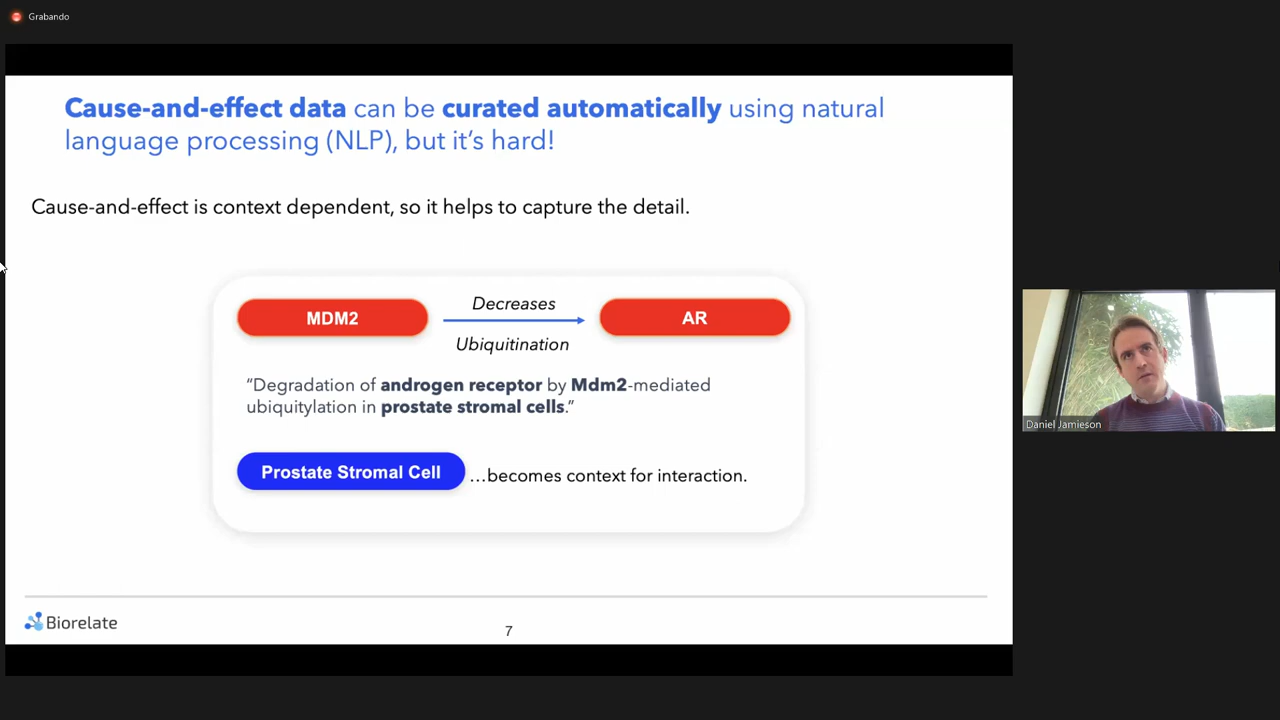 Grabando
Cause-and-effect data can be curated automatically using natural
language processing (NLP), but it's hard!
Cause-and-effect is context dependent, so it helps to capture the detail.
MDM2
Decreases
Ubiquitination
AR
“Degradation of androgen receptor by Mdm2-mediated
ubiquitylation in prostate stromal cells.”
Prostate Stromal Cell
…becomes context for interaction.
Biorelate
7
Daniel Jamieson